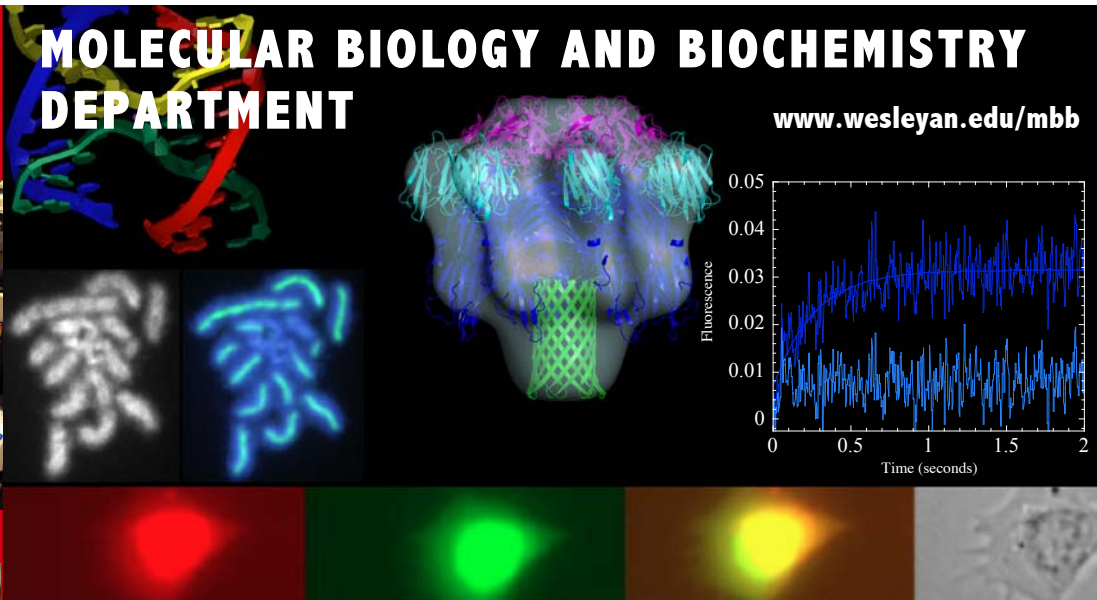 MOLECULAR BIOLOGY AND BIOCHEMISTRY
DEPARTMENT
www.wesleyan.edu/mbb
0.05
0.04
0.03
0.02
0.01
0
Fluorescence
0 0.5 1 1.5 2
Time (seconds)